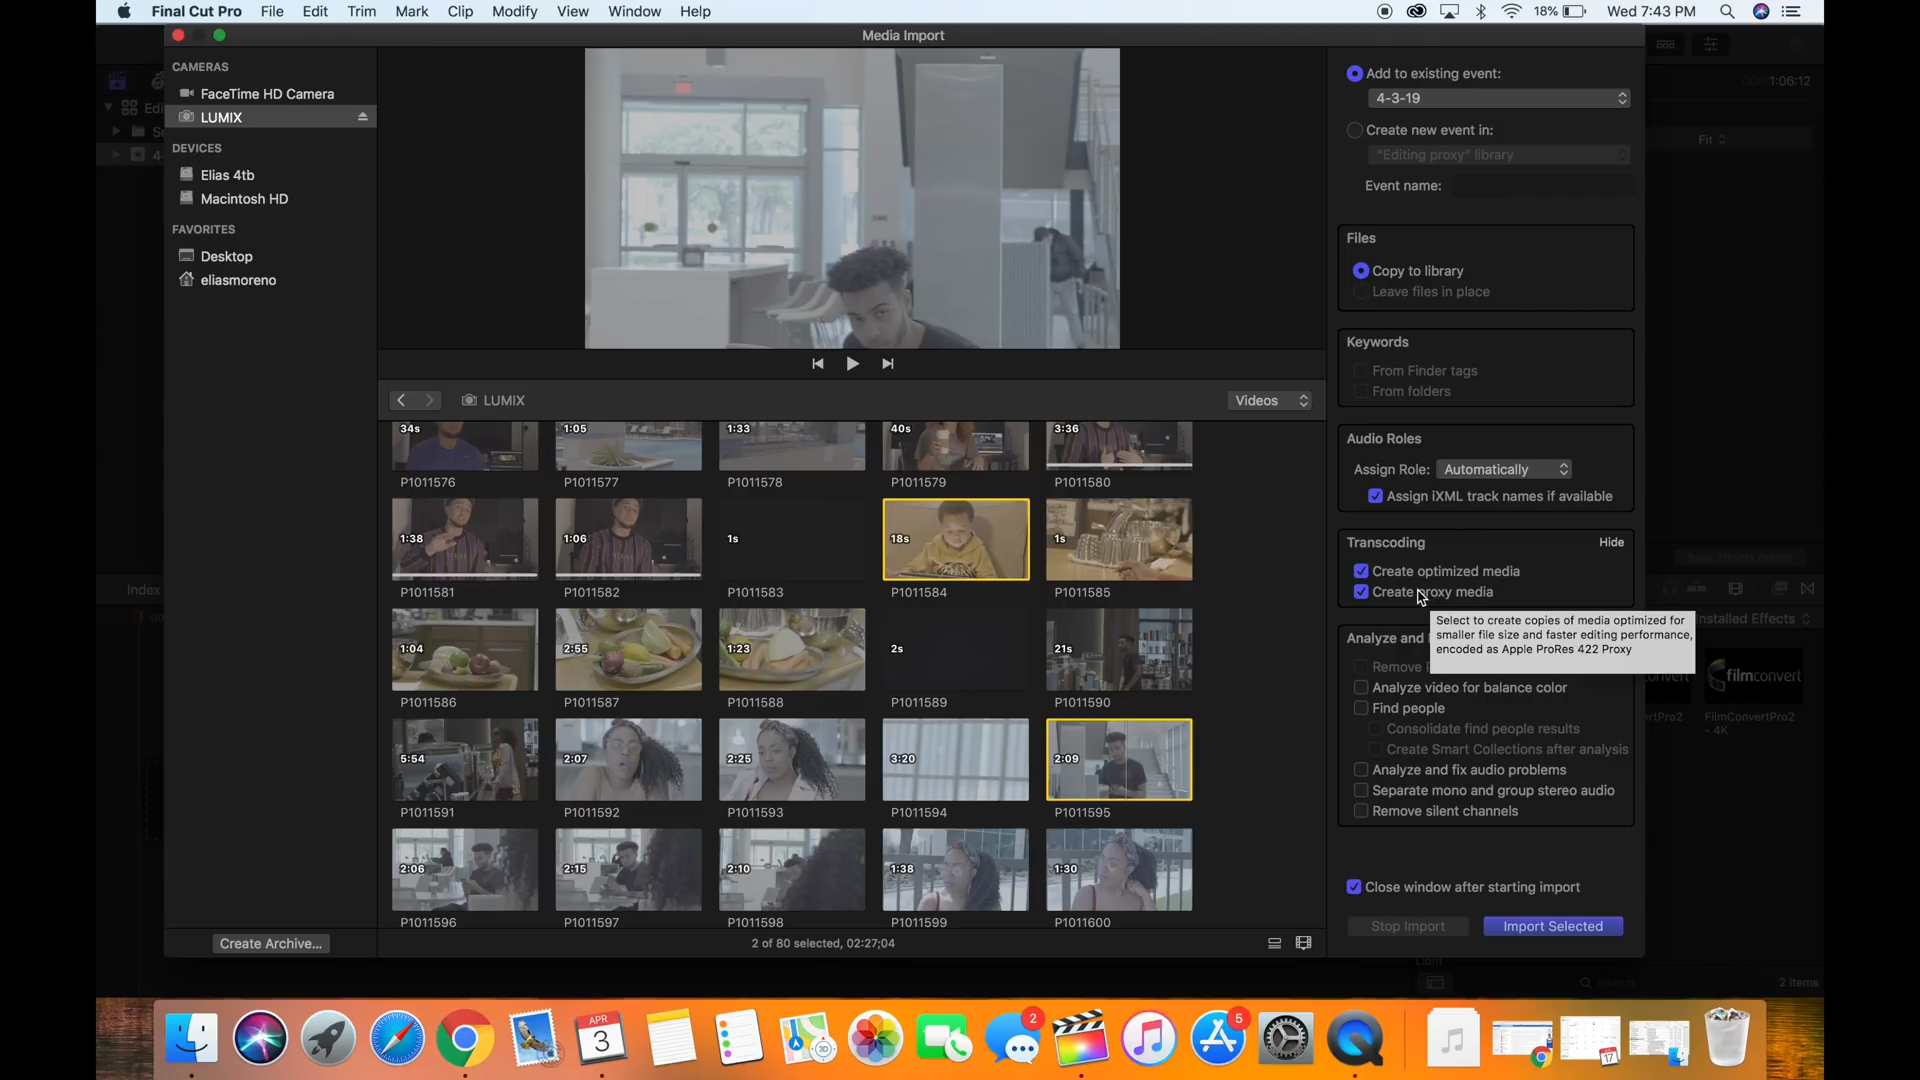 Final Cut Pro File Edit Trim Mark Clip Modify View Window Help 18% Wed 7:43 PM
Media Import
CAMERAS
FaceTime HD Camera
LUMIX
DEVICES
Elias 4tb
Macintosh HD
FAVORITES
Desktop
eliasmoreno
Create Archive...
LUMIX
Videos
34s 1:05 1:33 40s 3:36
P1011576 P1011577 P1011578 P1011579 P1011580
1:38 1:06 1s 18s 1s
P1011581 P1011582 P1011583 P1011584 P1011585
1:04 2:55 1:23 2s 21s
P1011586 P1011587 P1011588 P1011589 P1011590
5:54 2:07 2:25 3:20 2:09
P1011591 P1011592 P1011593 P1011594 P1011595
2:06 2:15 2:10 1:38 1:30
P1011596 P1011597 P1011598 P1011599 P1011600
2 of 80 selected, 02:27;04
Add to existing event:
4-3-19
Create new event in:
"Editing proxy" library
Event name:
Files
Copy to library
Leave files in place
Keywords
From Finder tags
From folders
Audio Roles
Assign Role: Automatically
Assign iXML track names if available
Transcoding Hide
Create optimized media
Create proxy media
Select to create copies of media optimized for
smaller file size and faster editing performance,
encoded as Apple ProRes 422 Proxy
Analyze and
Analyze video for balance color
Find people
Consolidate find people results
Create Smart Collections after analysis
Analyze and fix audio problems
Separate mono and group stereo audio
Remove silent channels
Close window after starting import
Stop Import Import Selected
1:06:12
Fit
Index
Installed Effects
filmconvert
FilmConvertPro2
- 4K
Search
2 items
APR
3
3D
2
5
17